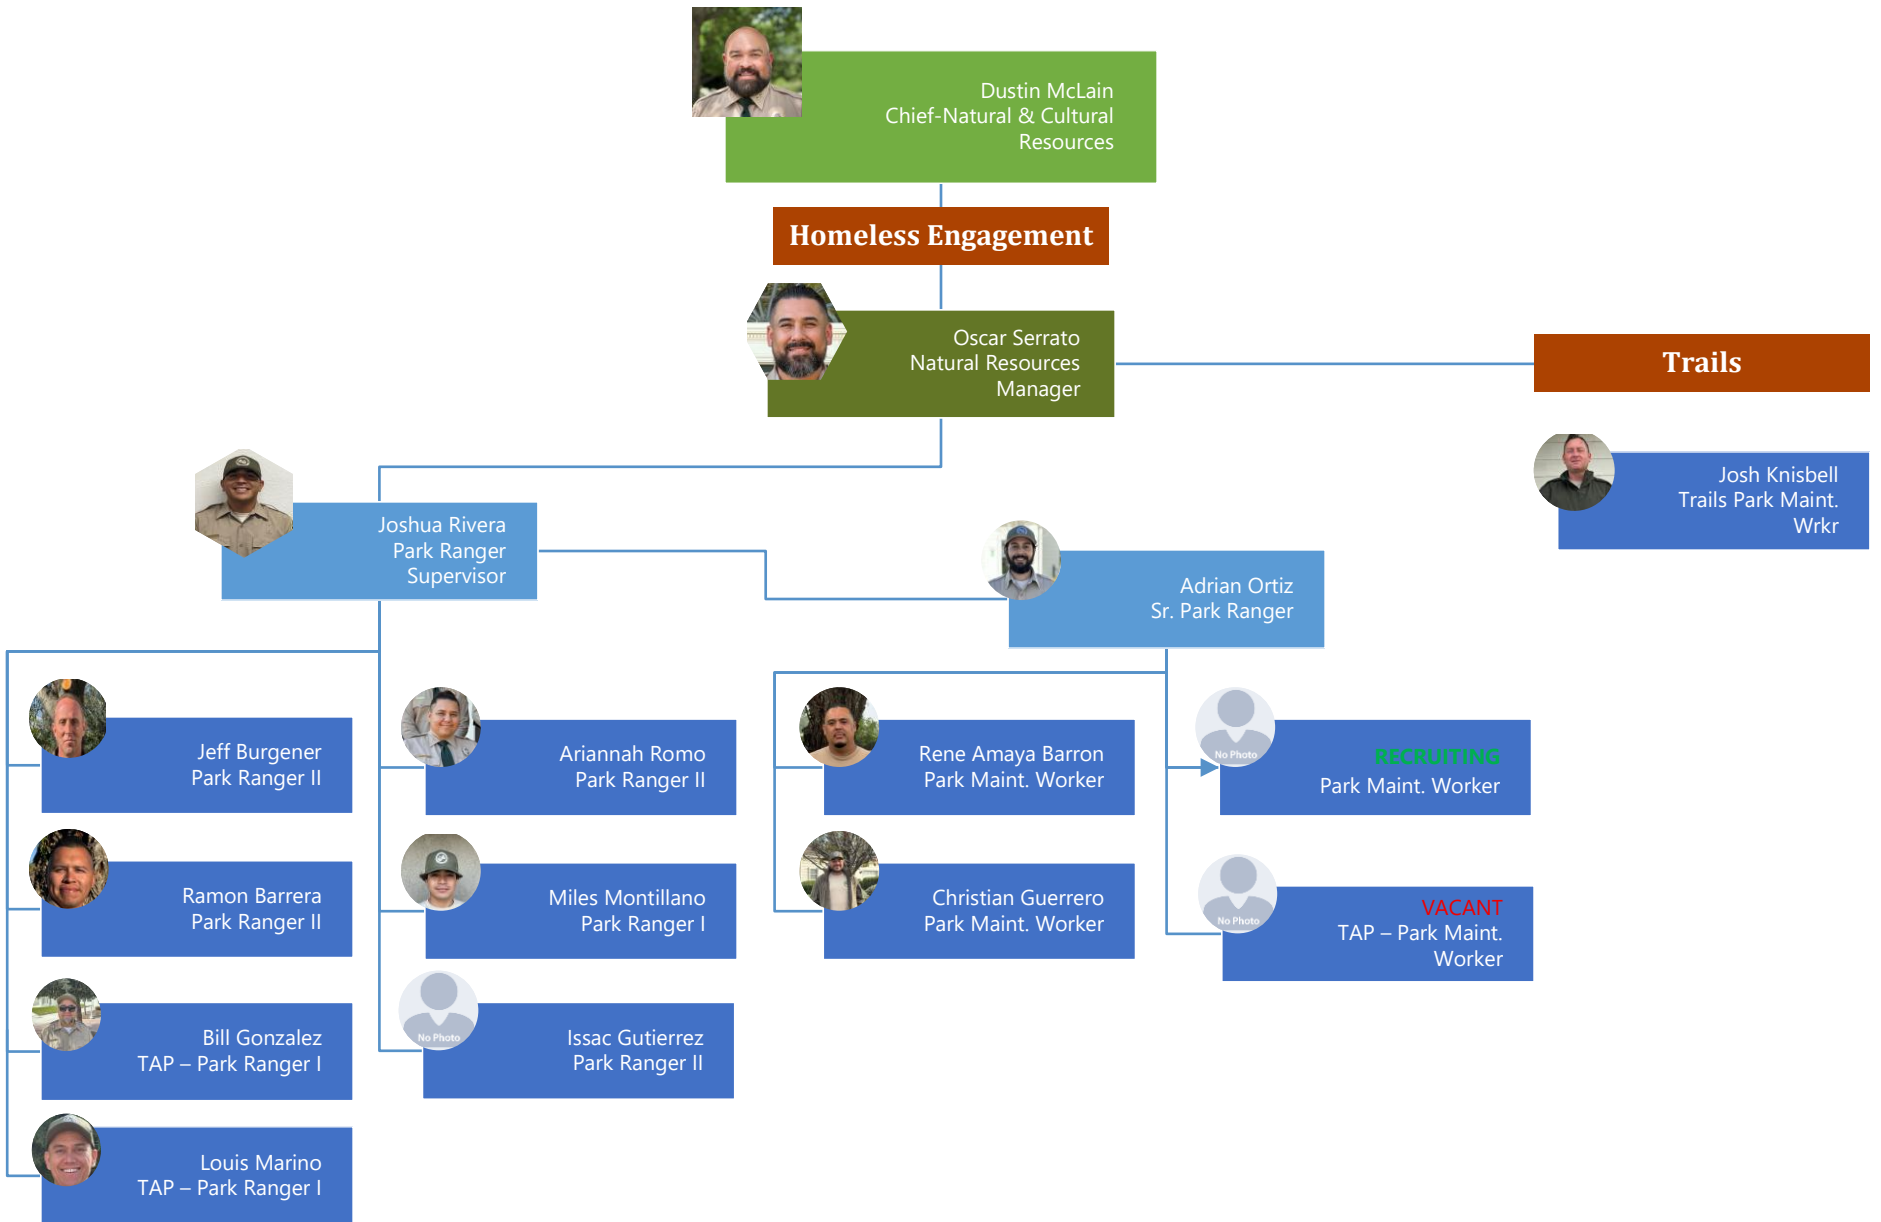 Dustin McLain
Chief-Natural & Cultural
Resources
Homeless Engagement
Oscar Serrato
Natural Resources
Manager
Trails
Josh Knisbell
Trails Park Maint.
Wrkr
Joshua Rivera
Park Ranger
Supervisor
Adrian Ortiz
Sr. Park Ranger
Jeff Burgener
Park Ranger II
Ariannah Romo
Park Ranger II
Rene Amaya Barron
Park Maint. Worker
No Photo
RECRUITING
Park Maint. Worker
Ramon Barrera
Park Ranger II
Miles Montillano
Park Ranger I
Christian Guerrero
Park Maint. Worker
No Photo
VACANT
TAP – Park Maint.
Worker
Bill Gonzalez
TAP – Park Ranger I
No Photo
Issac Gutierrez
Park Ranger II
Louis Marino
TAP – Park Ranger I